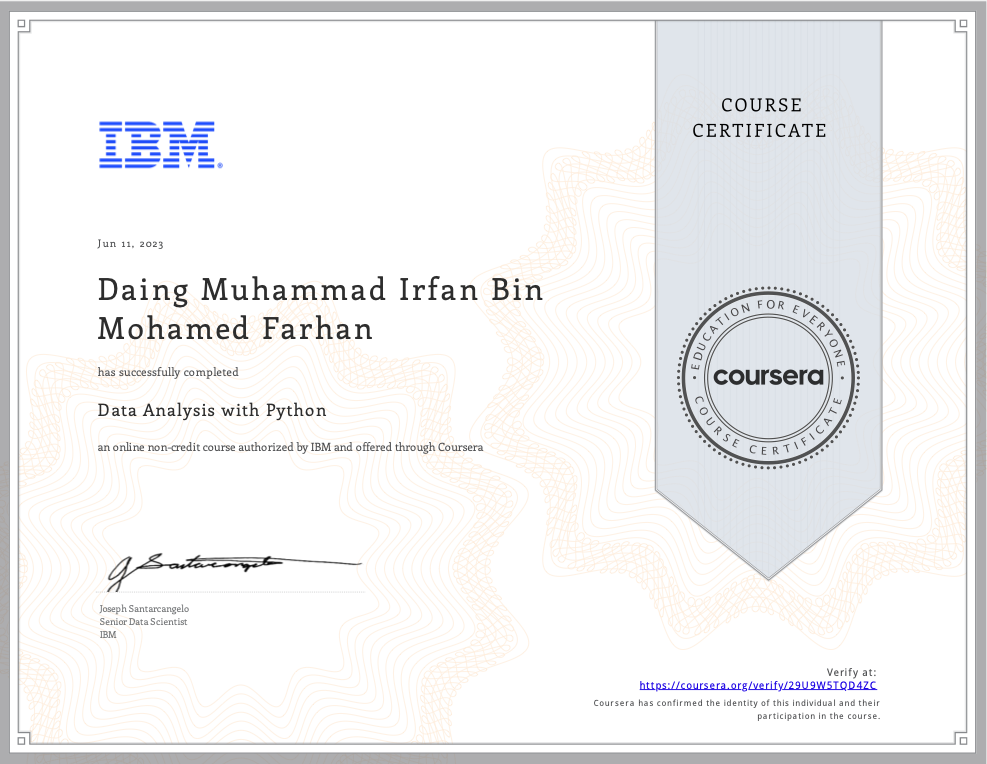 COURSE
CERTIFICATE
IBM®
Jun 11, 2023
Daing Muhammad Irfan Bin
Mohamed Farhan
has successfully completed
Data Analysis with Python
an online non-credit course authorized by IBM and offered through Coursera
EDUCATION FOR EVERYONE
coursera
COURSE CERTIFICATE
J Santarcangelo
Joseph Santarcangelo
Senior Data Scientist
IBM
Verify at:
https://coursera.org/verify/29U9W5TQD4ZC
Coursera has confirmed the identity of this individual and their
participation in the course.